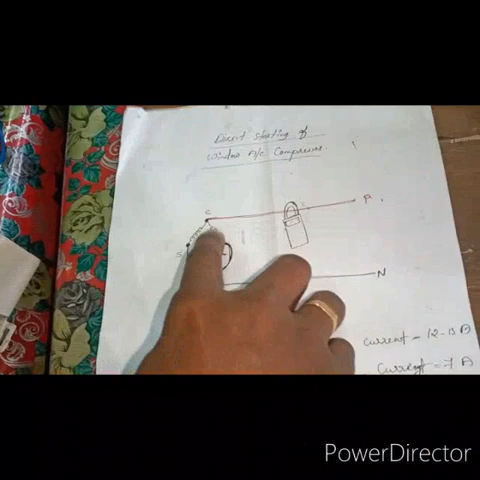 Direct starting of
Window A/c Compressor
C
P
S
N
Current = 12-13 A
Current = 7 A
PowerDirector